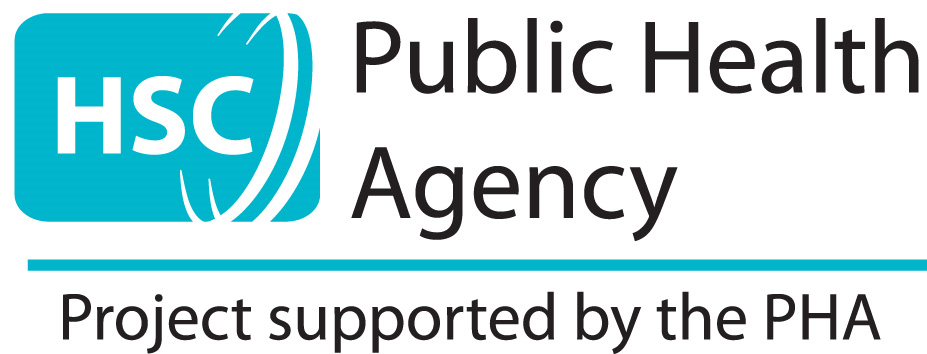 HSC
Public Health
Agency
Project supported by the PHA